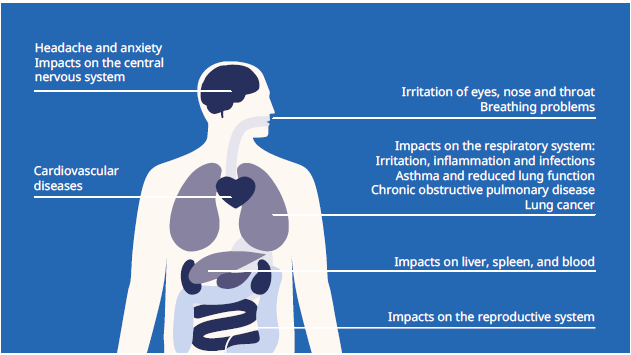 Headache and anxiety
Impacts on the central
nervous system
Irritation of eyes, nose and throat
Breathing problems
Impacts on the respiratory system:
Irritation, inflammation and infections
Asthma and reduced lung function
Chronic obstructive pulmonary disease
Lung cancer
Cardiovascular
diseases
Impacts on liver, spleen, and blood
Impacts on the reproductive system